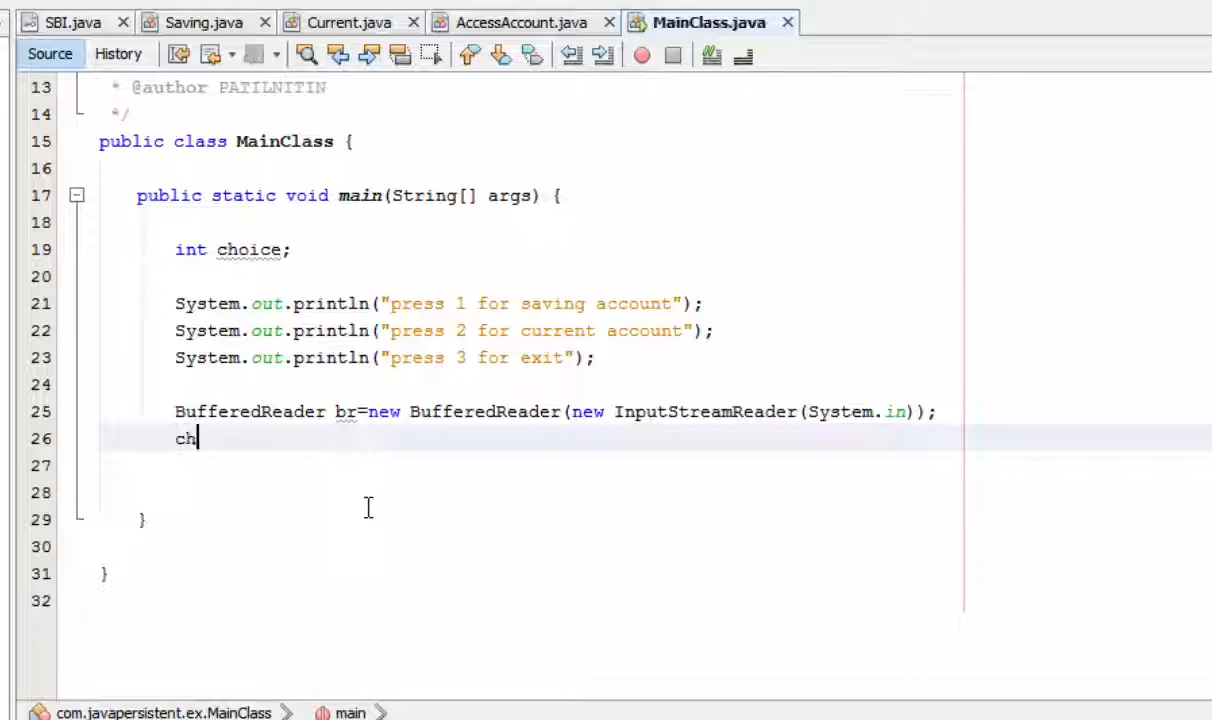 SBI.java Saving.java Current.java AccessAccount.java MainClass.java
Source History
13 * @author PATILNITIN
14 */
15 public class MainClass {
16
17 public static void main(String[] args) {
18
19 int choice;
20
21 System.out.println("press 1 for saving account");
22 System.out.println("press 2 for current account");
23 System.out.println("press 3 for exit");
24
25 BufferedReader br=new BufferedReader(new InputStreamReader(System.in));
26 ch
27
28
29 }
30
31 }
32
com.javapersistent.ex.MainClass main